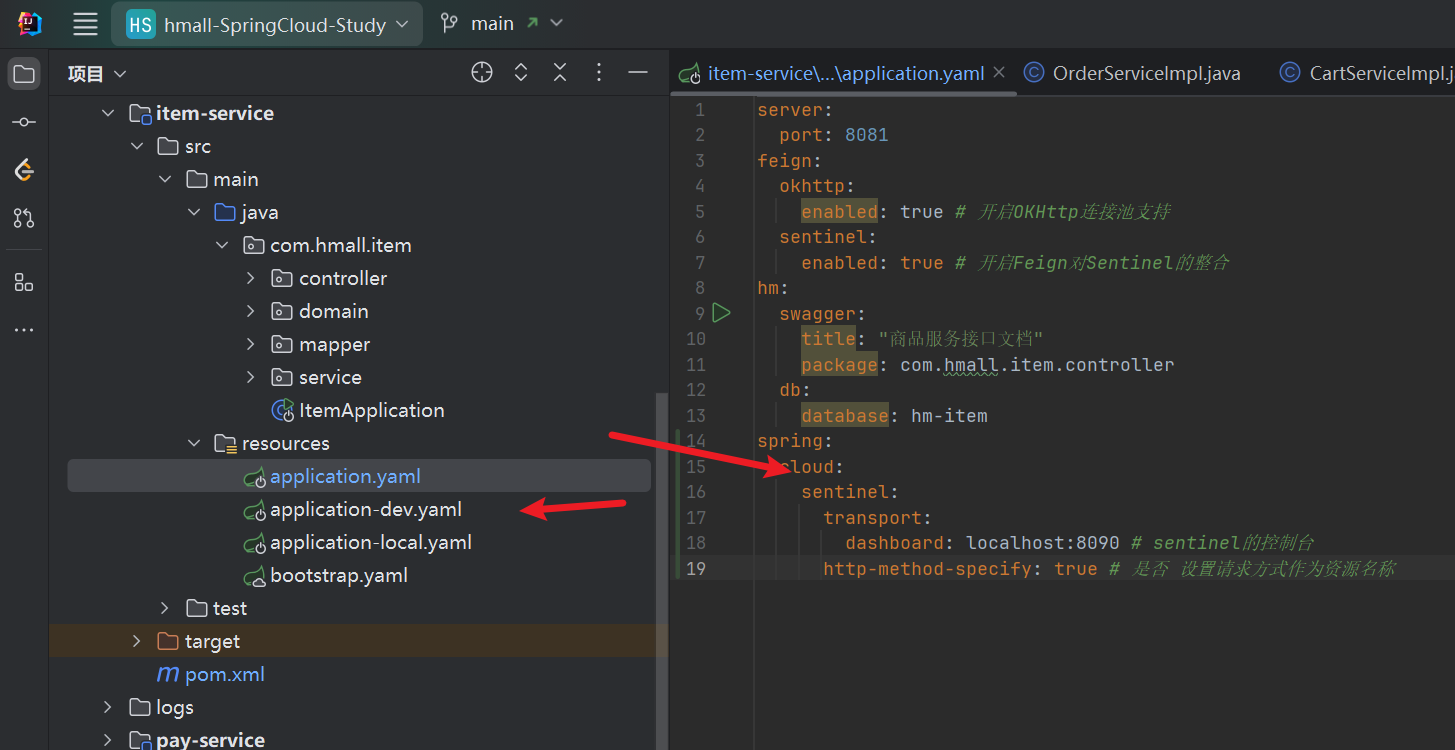 HS hmall-SpringCloud-Study main
项目
item-service
src
main
java
com.hmall.item
controller
domain
mapper
service
ItemApplication
resources
application.yaml
application-dev.yaml
application-local.yaml
bootstrap.yaml
test
target
pom.xml
logs
pay-service
item-service\...\application.yaml OrderServiceImpl.java CartServiceImpl.j
1 server:
2 port: 8081
3 feign:
4 okhttp:
5 enabled: true # 开启OKHttp连接池支持
6 sentinel:
7 enabled: true # 开启Feign对Sentinel的整合
8 hm:
9 swagger:
10 title: "商品服务接口文档"
11 package: com.hmall.item.controller
12 db:
13 database: hm-item
14 spring:
15 cloud:
16 sentinel:
17 transport:
18 dashboard: localhost:8090 # sentinel的控制台
19 http-method-specify: true # 是否 设置请求方式作为资源名称